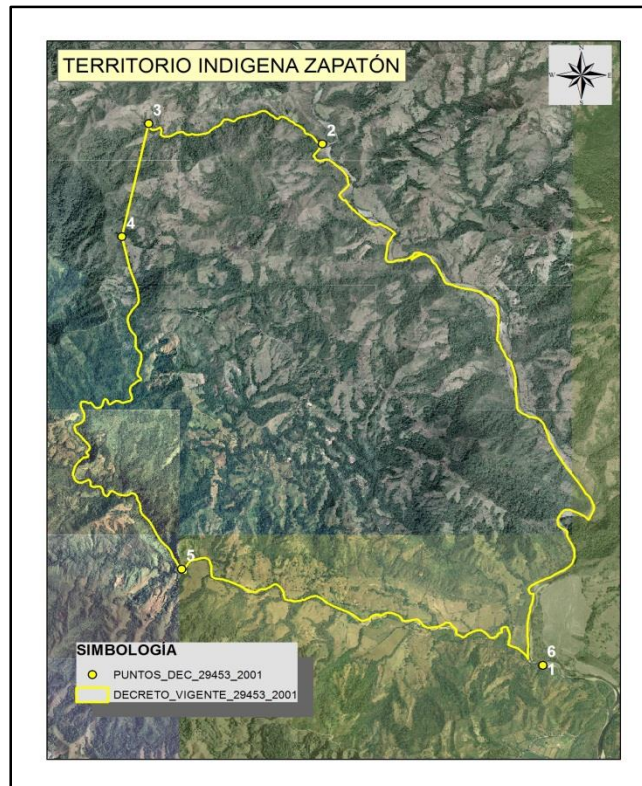 TERRITORIO INDIGENA ZAPATÓN
N
W E
S
3
2
4
5
6
1
SIMBOLOGÍA
PUNTOS_DEC_29453_2001
DECRETO_VIGENTE_29453_2001